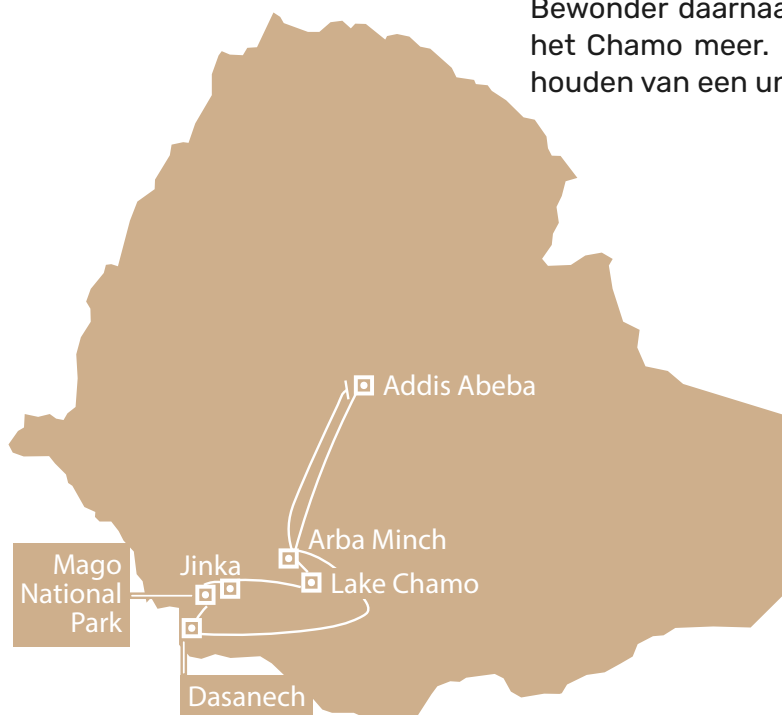 Bewonder daarnaa
het Chamo meer.
houden van een un
Addis Abeba
Arba Minch
Jinka
Lake Chamo
Mago
National
Park
Dasanech